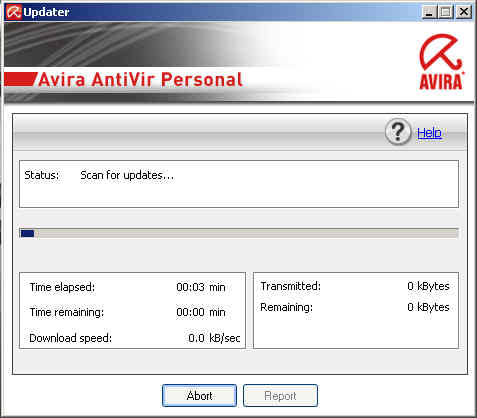 Updater
Avira AntiVir Personal
AVIRA
? Help
Status: Scan for updates...
Time elapsed: 00:03 min
Time remaining: 00:00 min
Download speed: 0.0 kB/sec
Transmitted: 0 kBytes
Remaining: 0 kBytes
Abort Report